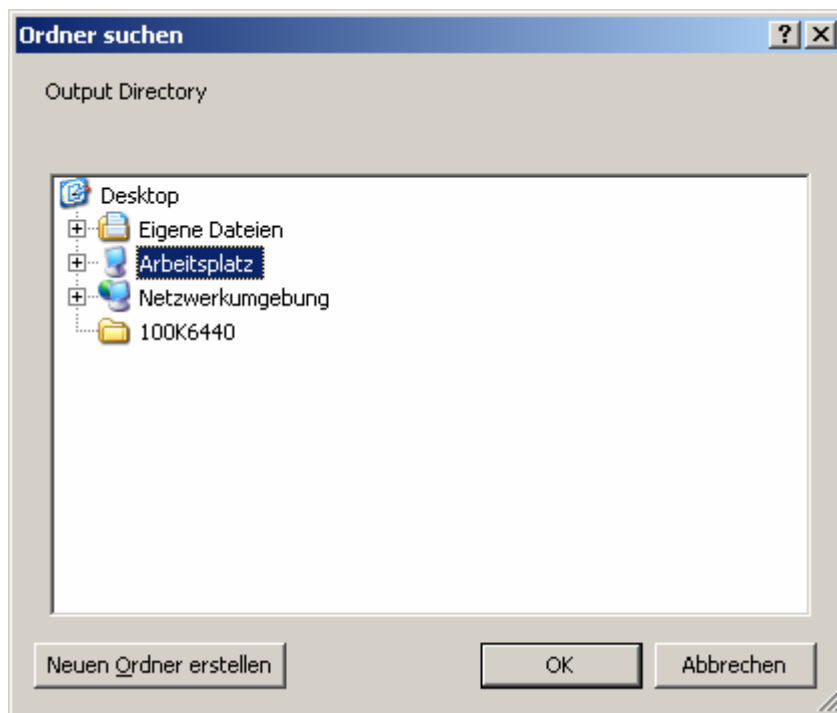 Ordner suchen
Output Directory
Desktop
Eigene Dateien
Arbeitsplatz
Netzwerkumgebung
100K6440
Neuen Ordner erstellen OK Abbrechen